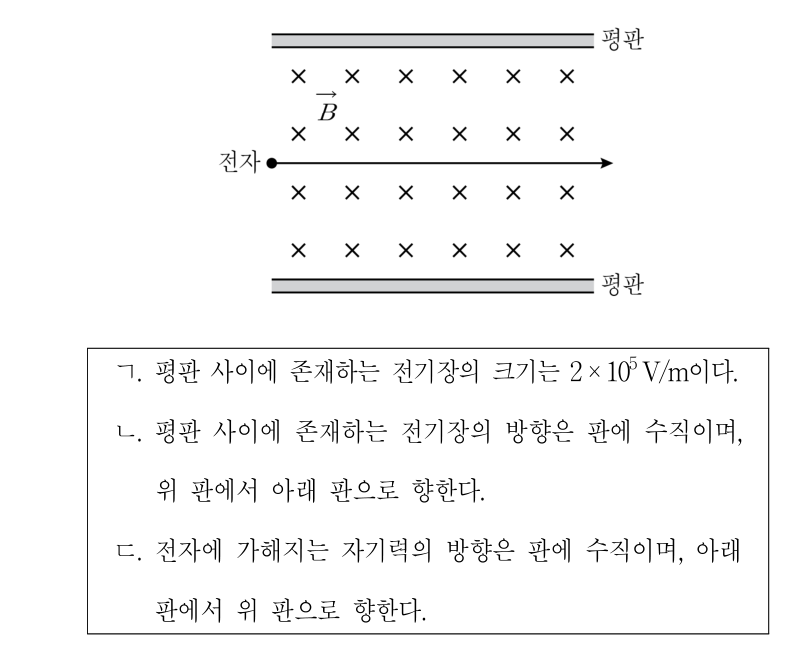 평판
× × × × × ×
B
× × × × × ×
전자
× × × × × ×
× × × × × ×
평판
ㄱ. 평판 사이에 존재하는 전기장의 크기는 2×10⁵V/m이다.
ㄴ. 평판 사이에 존재하는 전기장의 방향은 판에 수직이며,
위 판에서 아래 판으로 향한다.
ㄷ. 전자에 가해지는 자기력의 방향은 판에 수직이며, 아래
판에서 위 판으로 향한다.